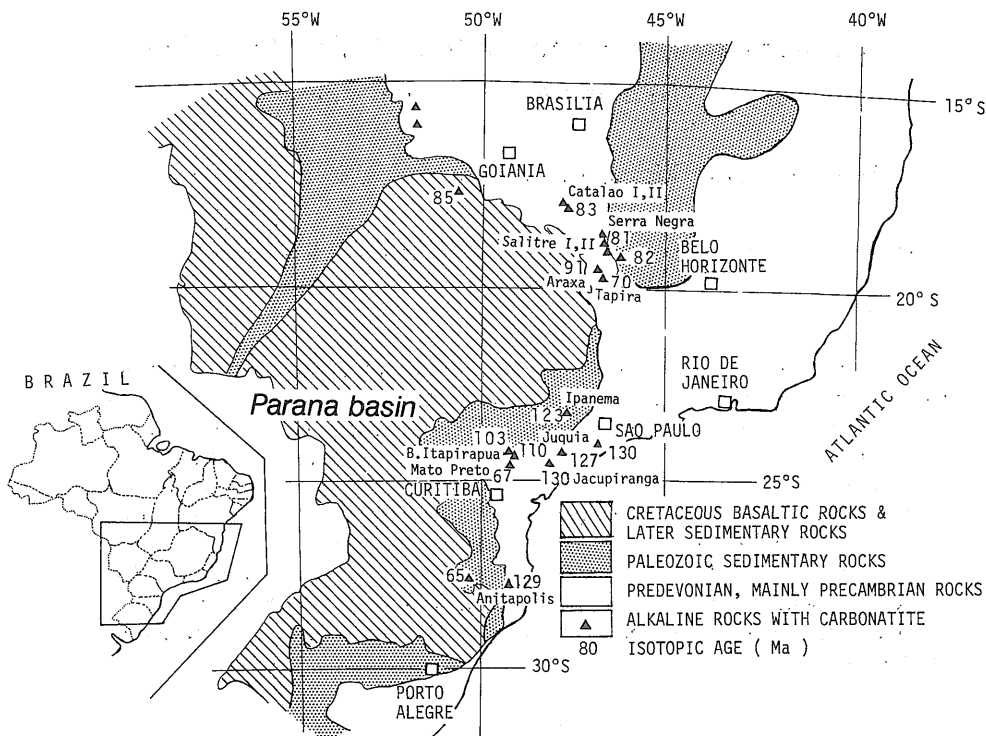 55°W 50°W 45°W 40°W
15°S
BRASILIA
GOIANIA
85
Catalao I,II
83
Serra Negra
81
Salitre I,II
82
BELO
HORIZONTE
91
Araxa
70
Tapira
20°S
RIO DE
JANEIRO
ATLANTIC OCEAN
BRAZIL
Parana basin
Ipanema
123
SAO PAULO
103
Juquia
110
130
B.Itapirapua
127
Mato Preto
67
130 Jacupiranga
CURITIBA
25°S
65
129
Anitapolis
30°S
PORTO
ALEGRE
CRETACEOUS BASALTIC ROCKS &
LATER SEDIMENTARY ROCKS
PALEOZOIC SEDIMENTARY ROCKS
PREDEVONIAN, MAINLY PRECAMBRIAN ROCKS
ALKALINE ROCKS WITH CARBONATITE
80 ISOTOPIC AGE ( Ma )